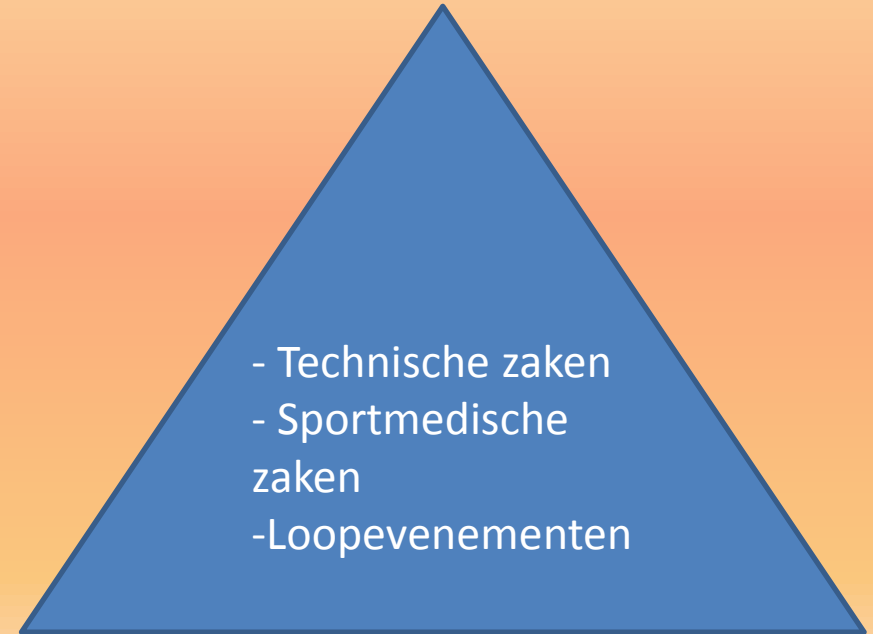 - Technische zaken
- Sportmedische
zaken
-Loopevenementen